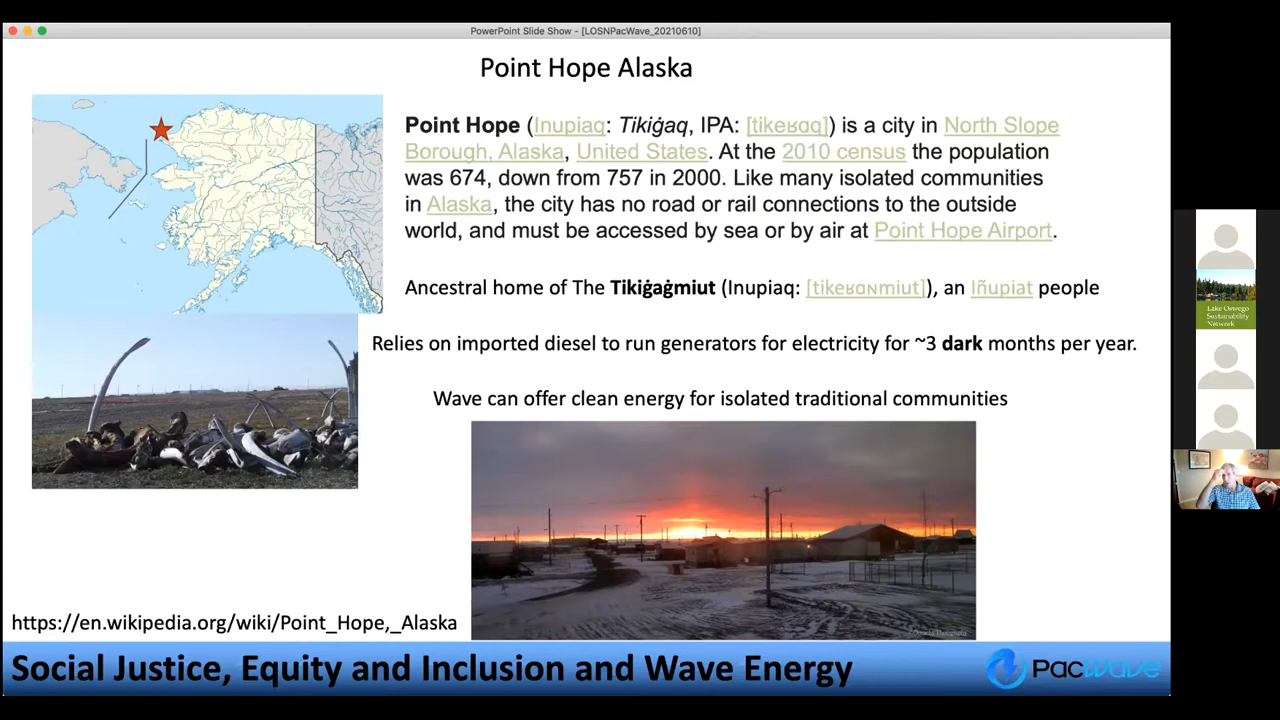 PowerPoint Slide Show - [LOSNPacWave_20210610]
Point Hope Alaska
Point Hope (Inupiaq: Tikiġaq, IPA: [tikeʁɑq]) is a city in North Slope
Borough, Alaska, United States. At the 2010 census the population
was 674, down from 757 in 2000. Like many isolated communities
in Alaska, the city has no road or rail connections to the outside
world, and must be accessed by sea or by air at Point Hope Airport.
Ancestral home of The Tikiġaġmiut (Inupiaq: [tikeʁɑɴmiut]), an Iñupiat people
Relies on imported diesel to run generators for electricity for ~3 dark months per year.
Wave can offer clean energy for isolated traditional communities
https://en.wikipedia.org/wiki/Point_Hope,_Alaska
Social Justice, Equity and Inclusion and Wave Energy
PacWave
Lake Oswego
Sustainability
Network